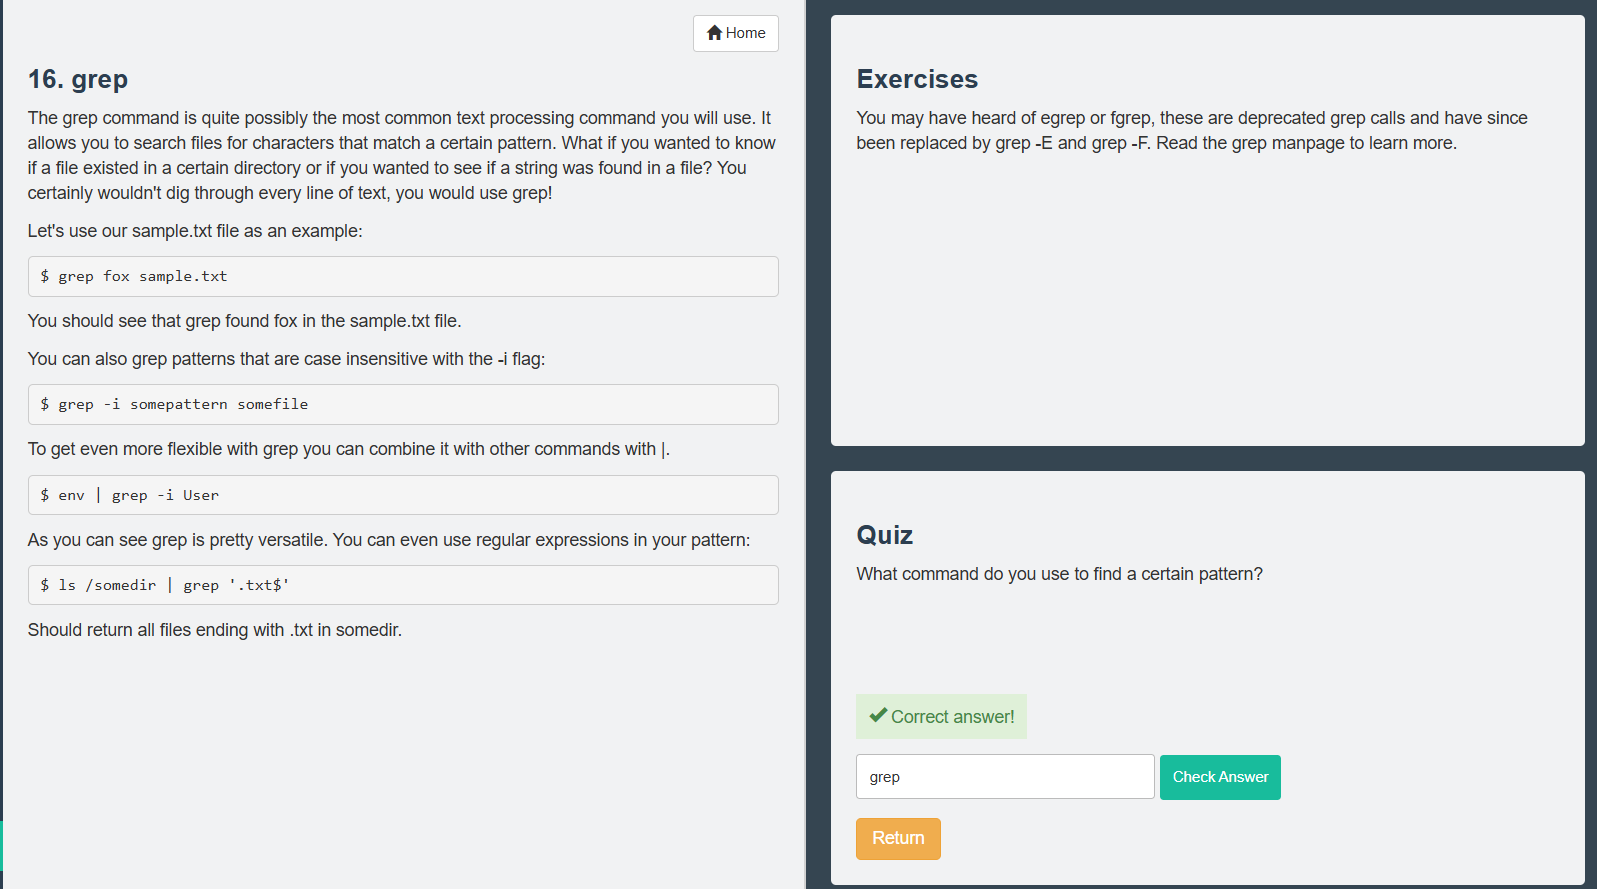 Home
16. grep
The grep command is quite possibly the most common text processing command you will use. It
allows you to search files for characters that match a certain pattern. What if you wanted to know
if a file existed in a certain directory or if you wanted to see if a string was found in a file? You
certainly wouldn't dig through every line of text, you would use grep!
Let's use our sample.txt file as an example:
$ grep fox sample.txt
You should see that grep found fox in the sample.txt file.
You can also grep patterns that are case insensitive with the -i flag:
$ grep -i somepattern somefile
To get even more flexible with grep you can combine it with other commands with |.
$ env | grep -i User
As you can see grep is pretty versatile. You can even use regular expressions in your pattern:
$ ls /somedir | grep '.txt$'
Should return all files ending with .txt in somedir.
Exercises
You may have heard of egrep or fgrep, these are deprecated grep calls and have since
been replaced by grep -E and grep -F. Read the grep manpage to learn more.
Quiz
What command do you use to find a certain pattern?
Correct answer!
grep
Check Answer
Return